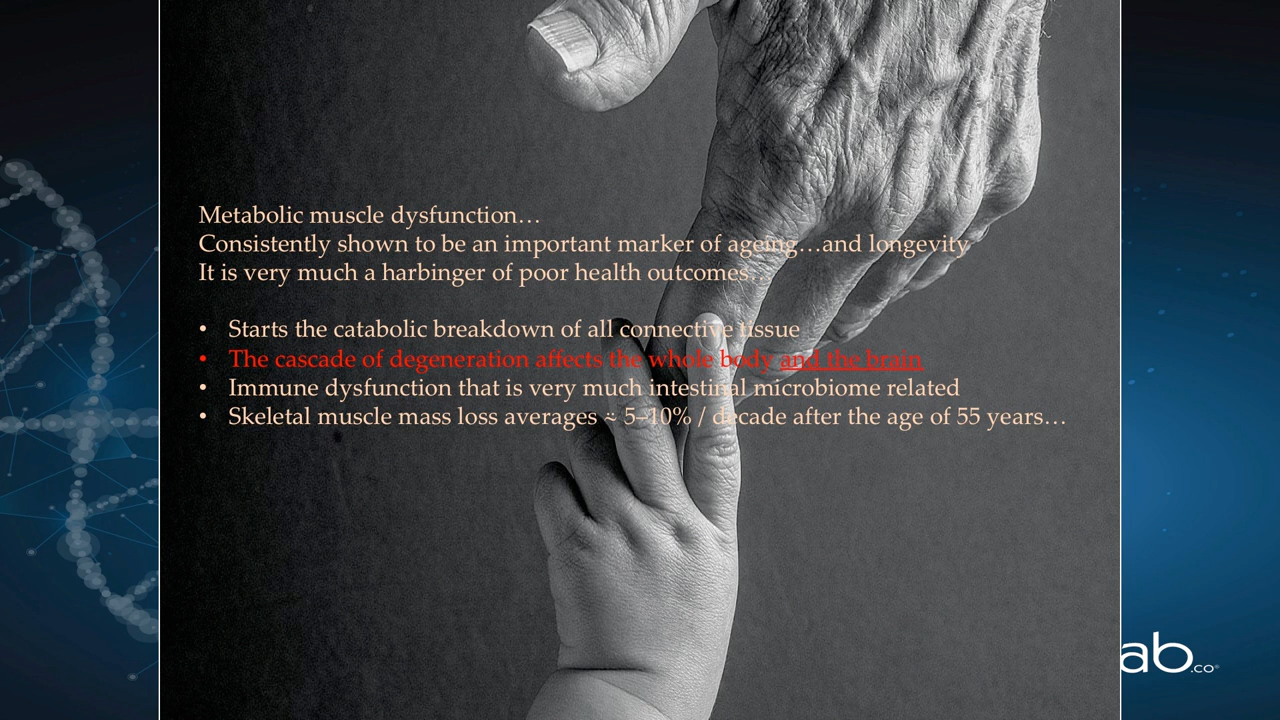 Metabolic muscle dysfunction…
Consistently shown to be an important marker of ageing…and longevity
It is very much a harbinger of poor health outcomes…
• Starts the catabolic breakdown of all connective tissue
• The cascade of degeneration affects the whole body and the brain
• Immune dysfunction that is very much intestinal microbiome related
• Skeletal muscle mass loss averages ~ 5–10% / decade after the age of 55 years…
ab.co